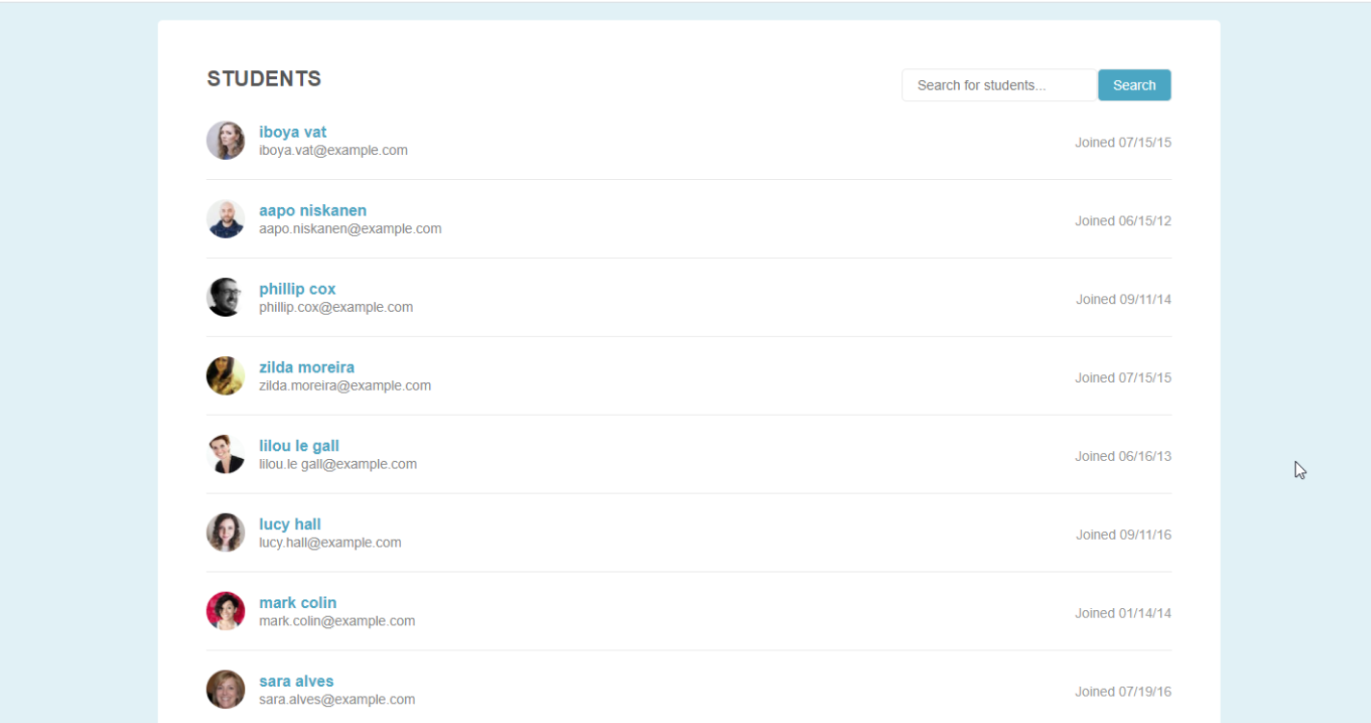 STUDENTS
Search for students...
Search
iboya vat
iboya.vat@example.com
Joined 07/15/15
aapo niskanen
aapo.niskanen@example.com
Joined 06/15/12
phillip cox
phillip.cox@example.com
Joined 09/11/14
zilda moreira
zilda.moreira@example.com
Joined 07/15/15
lilou le gall
lilou.le gall@example.com
Joined 06/16/13
lucy hall
lucy.hall@example.com
Joined 09/11/16
mark colin
mark.colin@example.com
Joined 01/14/14
sara alves
sara.alves@example.com
Joined 07/19/16